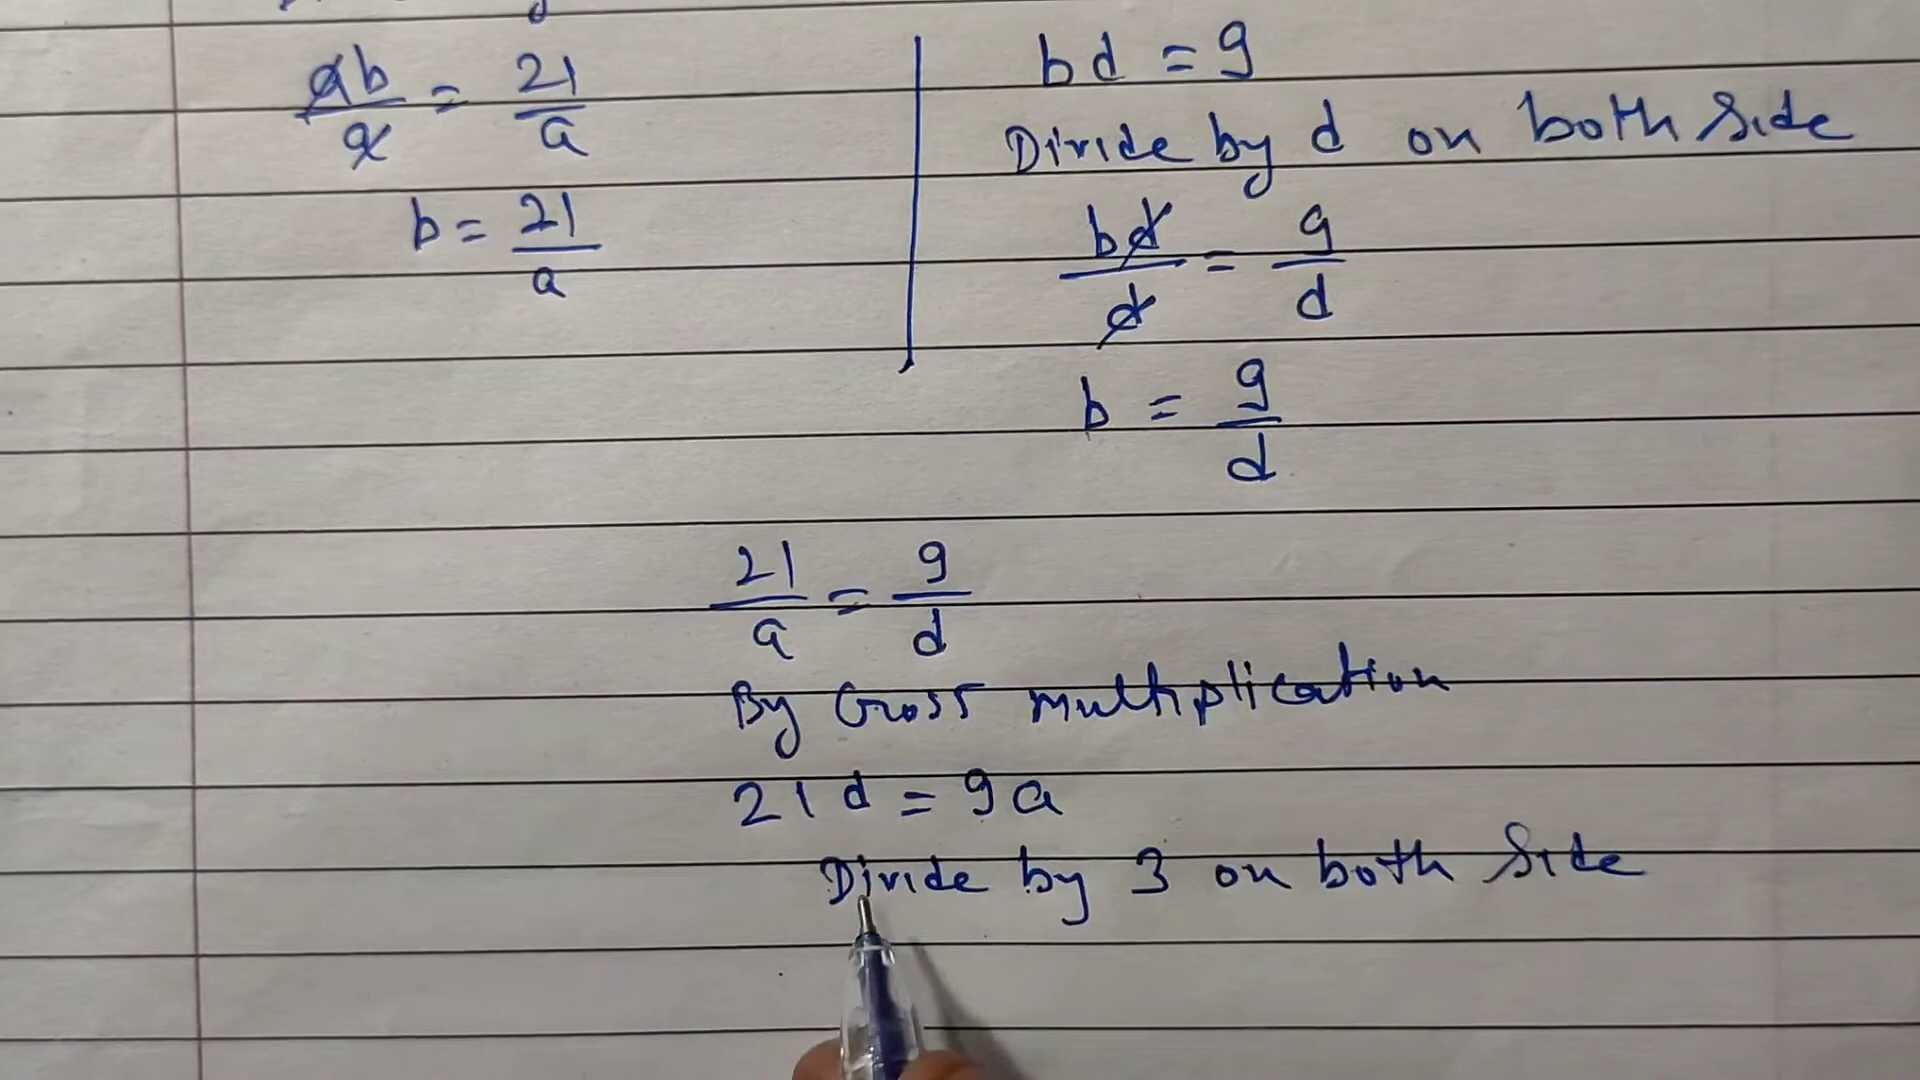 ab/a = 21/a
b = 21/a
bd = 9
Divide by d on both side
bd/d = 9/d
b = 9/d
21/a = 9/d
By Cross multiplication
21d = 9a
Divide by 3 on both side